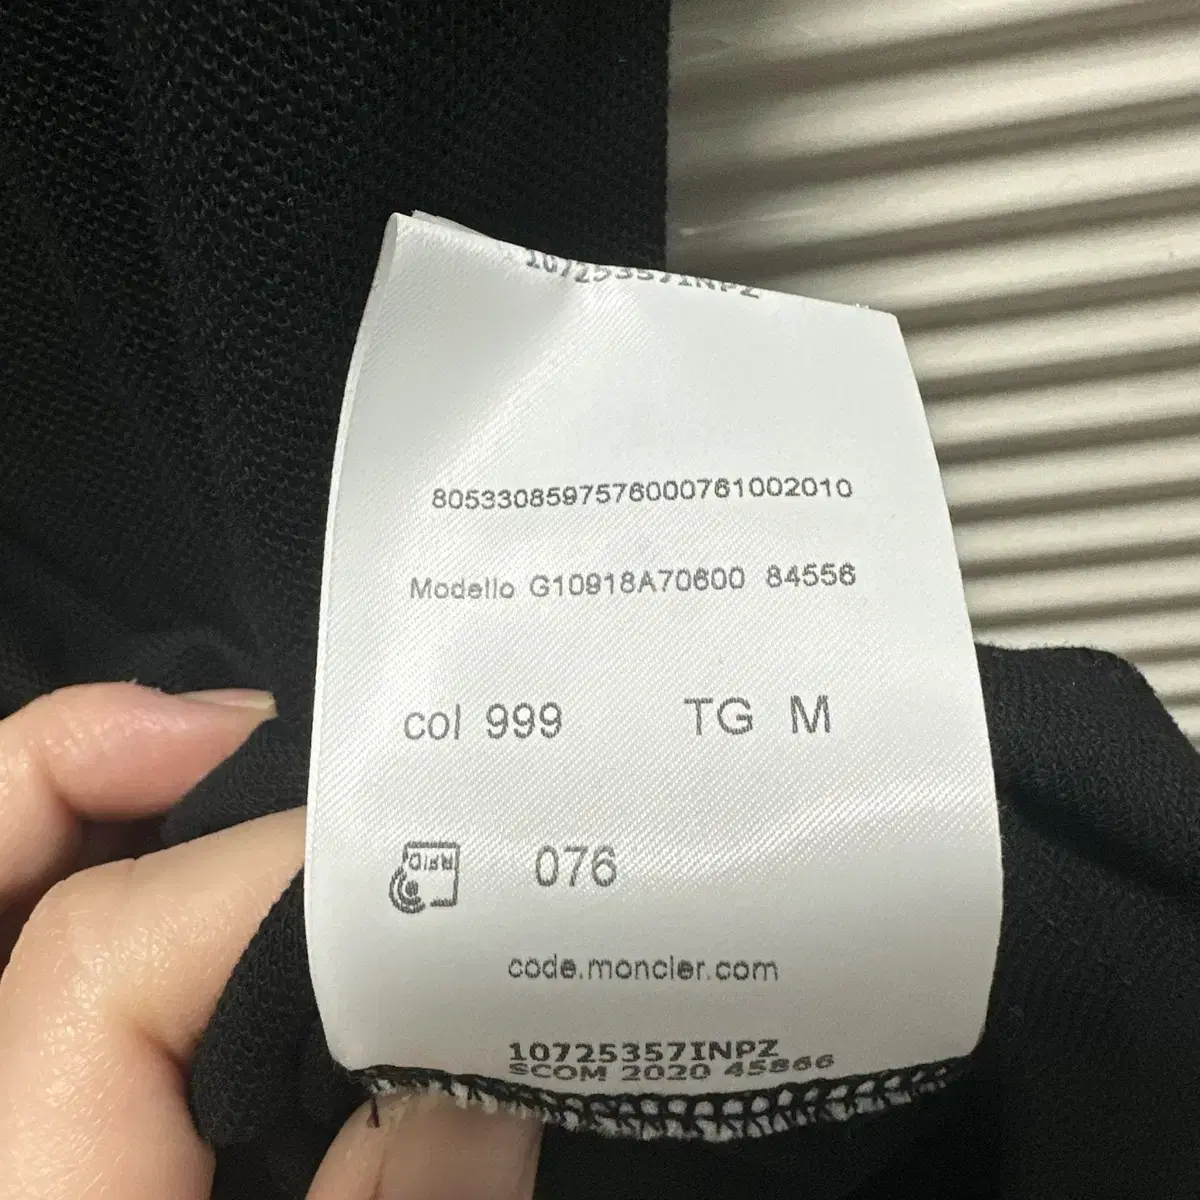 10725357INPZ
8053308597576000761002010
Modello G10918A70600 84556
col 999 TG M
RFID
076
code.moncler.com
10725357INPZ
SCOM 2020 45866